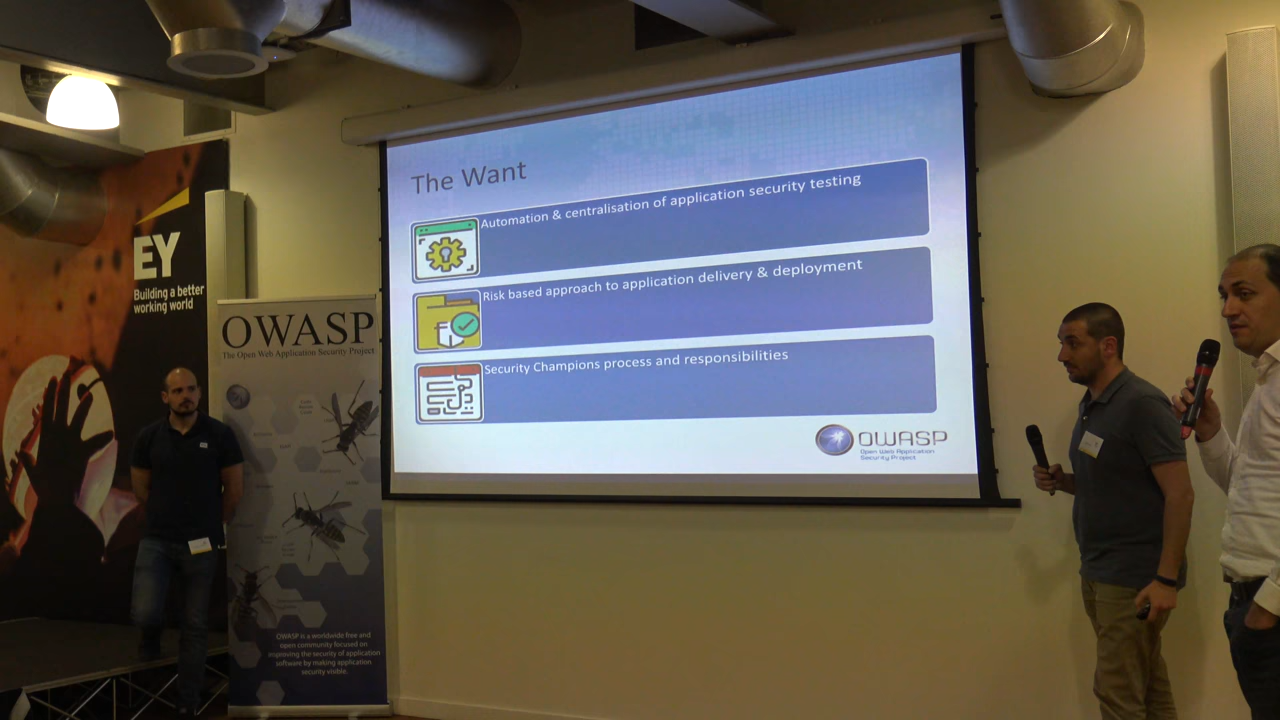 The Want
Automation & centralisation of application security testing
Risk based approach to application delivery & deployment
Security Champions process and responsibilities
OWASP
Open Web Application
Security Project
EY
Building a better
working world
OWASP
The Open Web Application Security Project
OWASP is a worldwide free and
open community focused on
improving the security of application
software by making application
security visible.